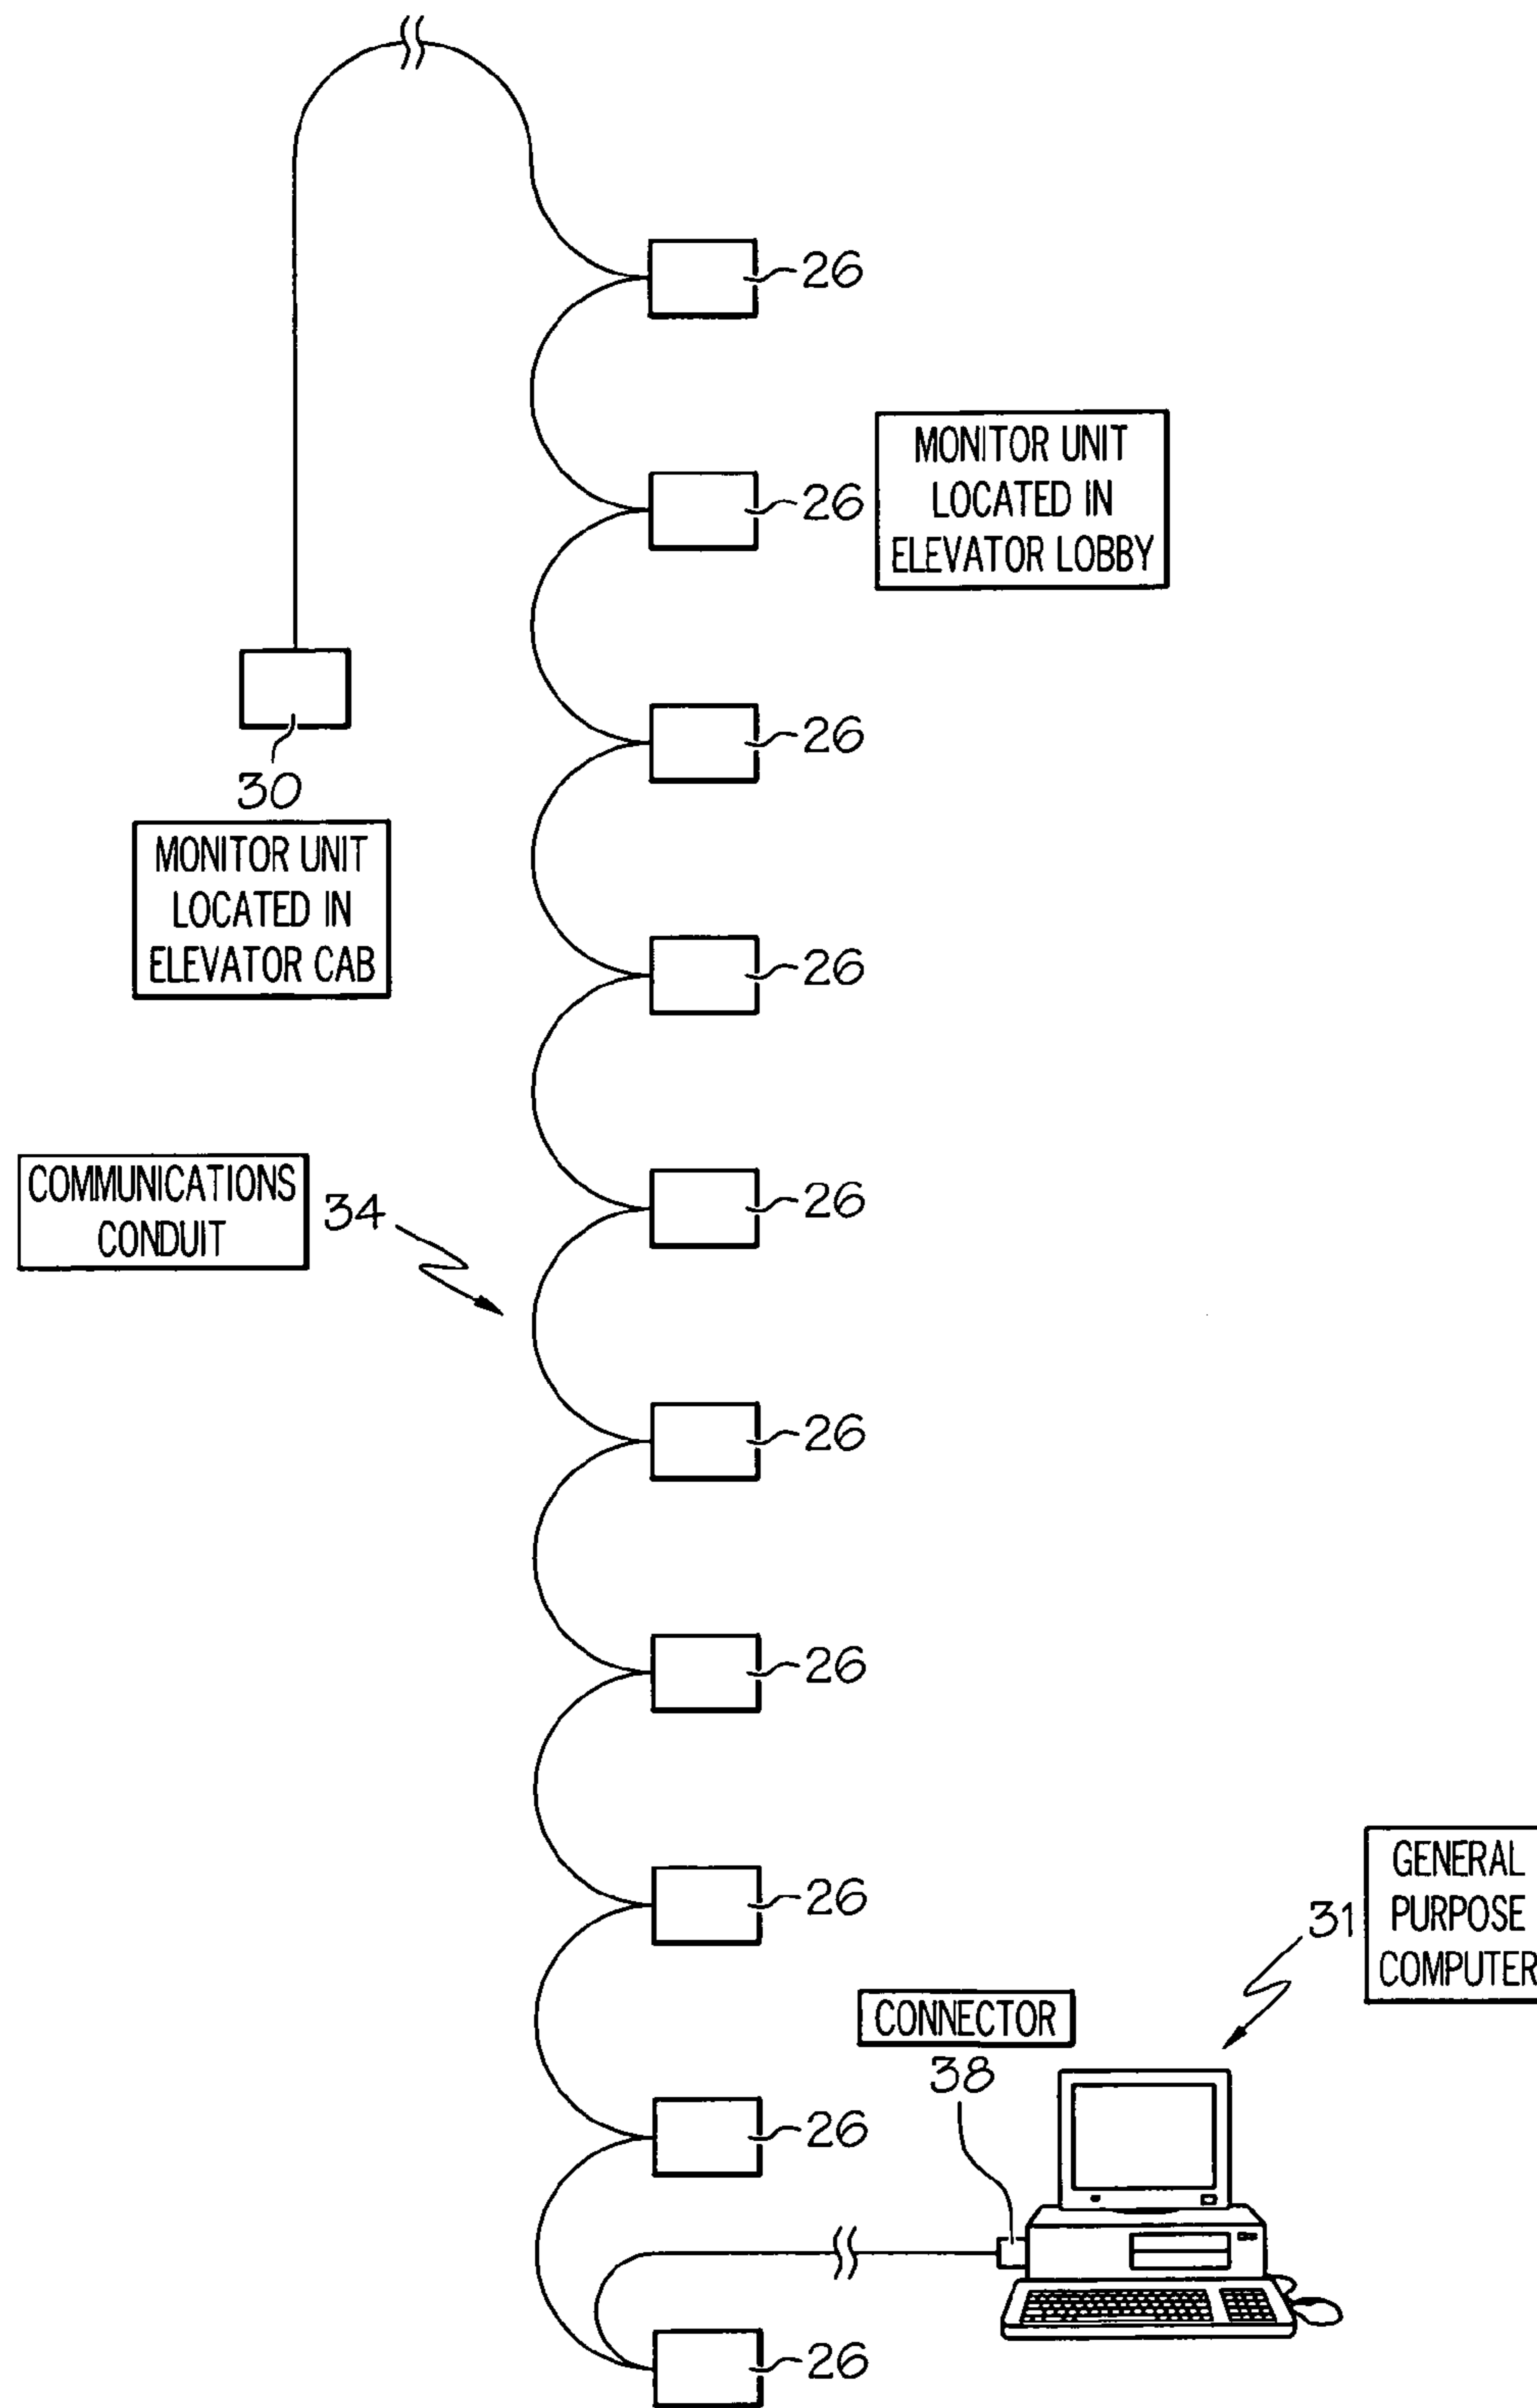 26
MONITOR UNIT
LOCATED IN
ELEVATOR LOBBY
26
26
30
MONITOR UNIT
LOCATED IN
ELEVATOR CAB
26
COMMUNICATIONS
CONDUIT
34
26
26
26
26
GENERAL
PURPOSE
COMPUTER
31
CONNECTOR
38
26
26